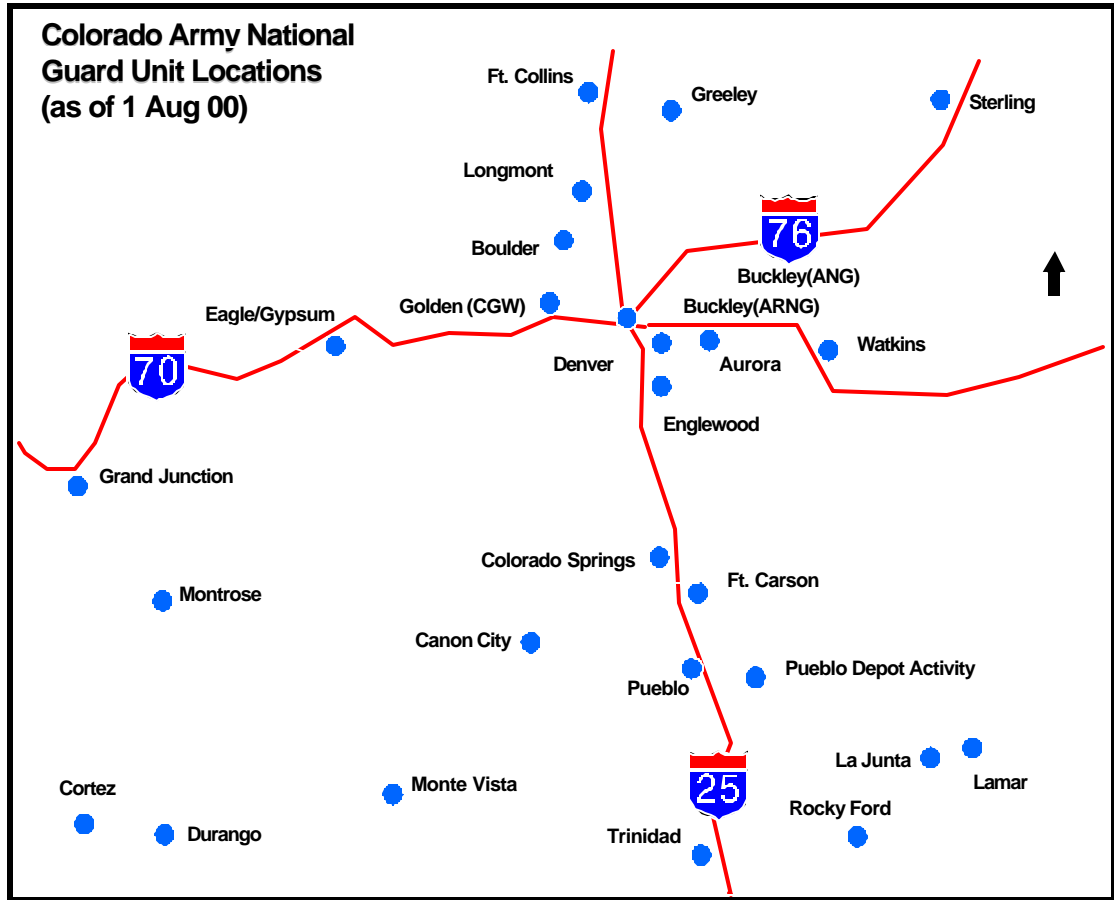 Colorado Army National
Guard Unit Locations
(as of 1 Aug 00)
Ft. Collins
Greeley
Sterling
Longmont
76
Boulder
Buckley(ANG)
Eagle/Gypsum
Golden (CGW)
Buckley(ARNG)
70
Denver
Aurora
Watkins
Englewood
Grand Junction
Colorado Springs
Ft. Carson
Montrose
Canon City
Pueblo
Pueblo Depot Activity
La Junta
Lamar
25
Cortez
Monte Vista
Rocky Ford
Durango
Trinidad